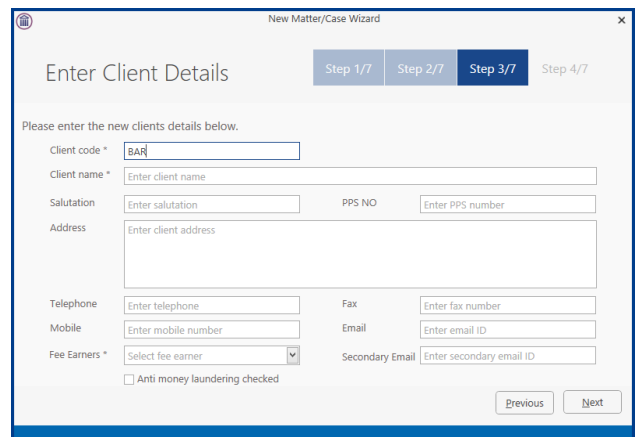 New Matter/Case Wizard
Enter Client Details
Step 1/7 Step 2/7 Step 3/7 Step 4/7
Please enter the new clients details below.
Client code * BAR
Client name * Enter client name
Salutation Enter salutation PPS NO Enter PPS number
Address Enter client address
Telephone Enter telephone Fax Enter fax number
Mobile Enter mobile number Email Enter email ID
Fee Earners * Select fee earner Secondary Email Enter secondary email ID
Anti money laundering checked
Previous Next